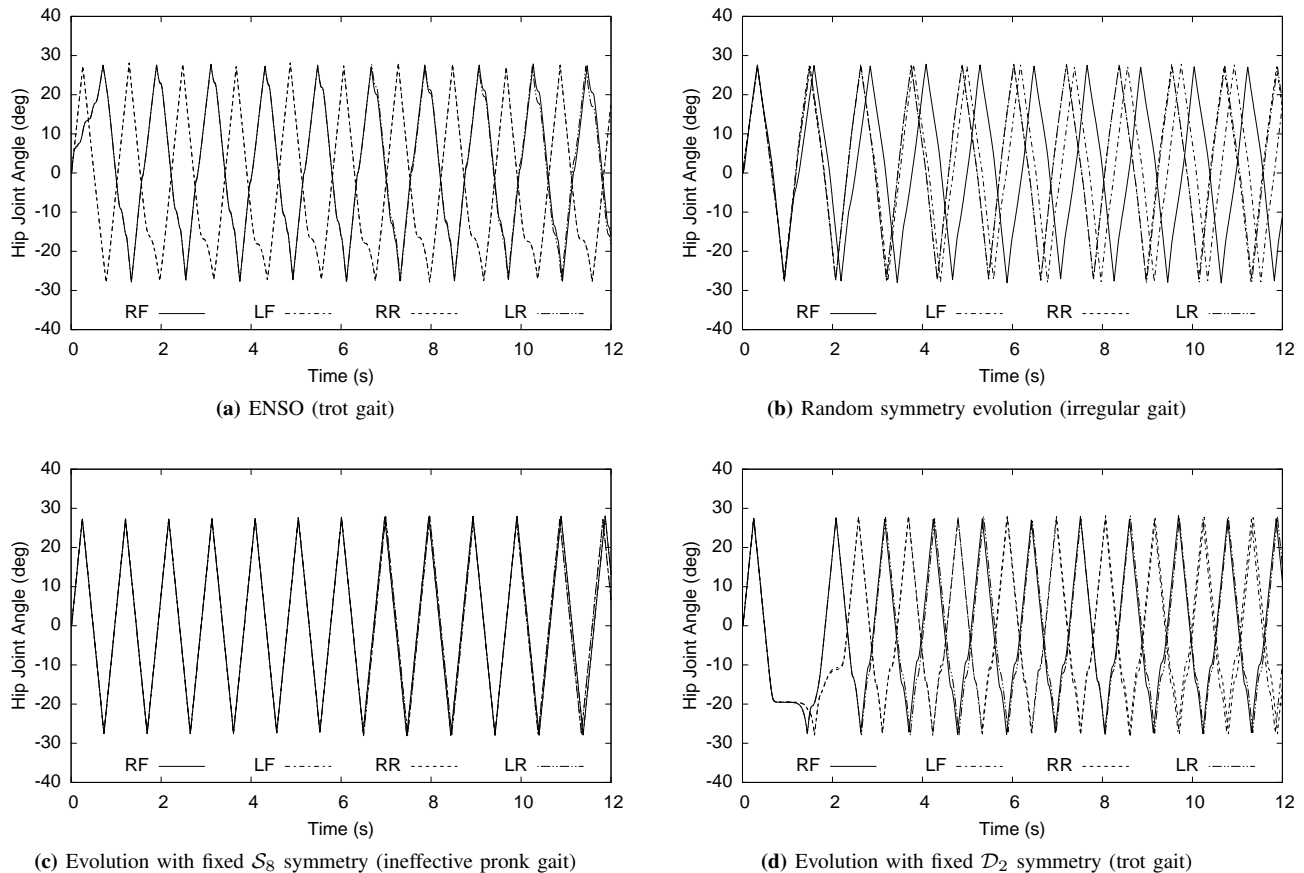 40
30
20
10
0
-10
-20
-30
-40
Hip Joint Angle (deg)
RF LF RR LR
0 2 4 6 8 10 12
Time (s)
(a) ENSO (trot gait)
40
30
20
10
0
-10
-20
-30
-40
Hip Joint Angle (deg)
RF LF RR LR
0 2 4 6 8 10 12
Time (s)
(b) Random symmetry evolution (irregular gait)
40
30
20
10
0
-10
-20
-30
-40
Hip Joint Angle (deg)
RF LF RR LR
0 2 4 6 8 10 12
Time (s)
(c) Evolution with fixed 𝒮₈ symmetry (ineffective pronk gait)
40
30
20
10
0
-10
-20
-30
-40
Hip Joint Angle (deg)
RF LF RR LR
0 2 4 6 8 10 12
Time (s)
(d) Evolution with fixed 𝒟₂ symmetry (trot gait)